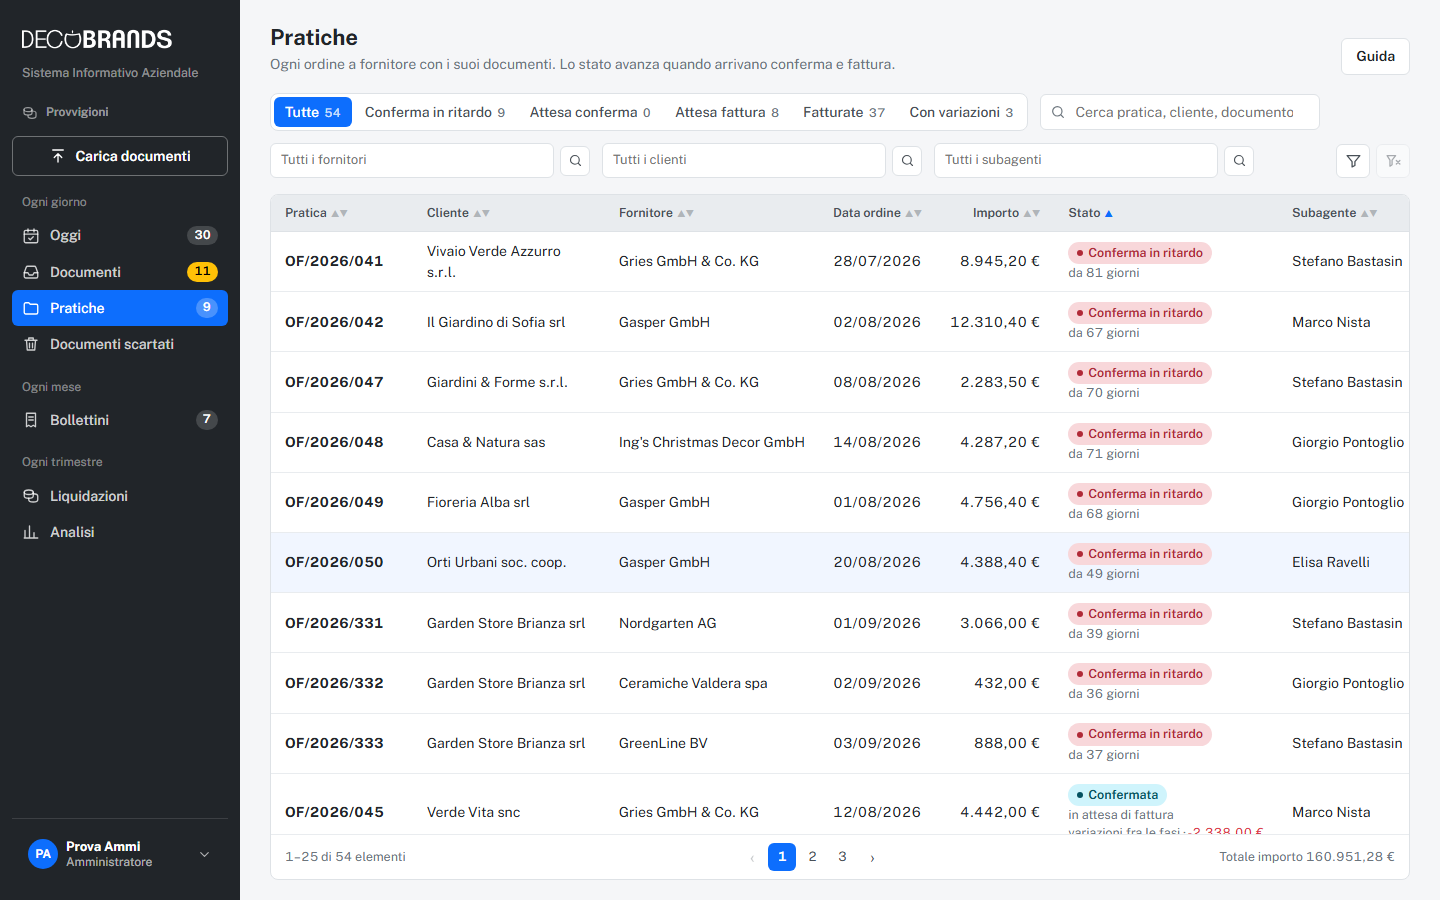 DECOBRANDS
Sistema Informativo Aziendale
Provvigioni
Carica documenti
Ogni giorno
Oggi 30
Documenti 11
Pratiche 9
Documenti scartati
Ogni mese
Bollettini 7
Ogni trimestre
Liquidazioni
Analisi
PA
Prova Ammi
Amministratore
Pratiche
Ogni ordine a fornitore con i suoi documenti. Lo stato avanza quando arrivano conferma e fattura.
Guida
Tutte 54 Conferma in ritardo 9 Attesa conferma 0 Attesa fattura 8 Fatturate 37 Con variazioni 3
Cerca pratica, cliente, documento
Tutti i fornitori Tutti i clienti Tutti i subagenti
Pratica Cliente Fornitore Data ordine Importo Stato Subagente
OF/2026/041 Vivaio Verde Azzurro s.r.l. Gries GmbH & Co. KG 28/07/2026 8.945,20 € Conferma in ritardo da 81 giorni Stefano Bastasin
OF/2026/042 Il Giardino di Sofia srl Gasper GmbH 02/08/2026 12.310,40 € Conferma in ritardo da 67 giorni Marco Nista
OF/2026/047 Giardini & Forme s.r.l. Gries GmbH & Co. KG 08/08/2026 2.283,50 € Conferma in ritardo da 70 giorni Stefano Bastasin
OF/2026/048 Casa & Natura sas Ing's Christmas Decor GmbH 14/08/2026 4.287,20 € Conferma in ritardo da 71 giorni Giorgio Pontoglio
OF/2026/049 Fioreria Alba srl Gasper GmbH 01/08/2026 4.756,40 € Conferma in ritardo da 68 giorni Giorgio Pontoglio
OF/2026/050 Orti Urbani soc. coop. Gasper GmbH 20/08/2026 4.388,40 € Conferma in ritardo da 49 giorni Elisa Ravelli
OF/2026/331 Garden Store Brianza srl Nordgarten AG 01/09/2026 3.066,00 € Conferma in ritardo da 39 giorni Stefano Bastasin
OF/2026/332 Garden Store Brianza srl Ceramiche Valdera spa 02/09/2026 432,00 € Conferma in ritardo da 36 giorni Giorgio Pontoglio
OF/2026/333 Garden Store Brianza srl GreenLine BV 03/09/2026 888,00 € Conferma in ritardo da 37 giorni Stefano Bastasin
OF/2026/045 Verde Vita snc Gries GmbH & Co. KG 12/08/2026 4.442,00 € Confermata in attesa di fattura variazioni fra le fasi: -2.338,00 € Marco Nista
1–25 di 54 elementi
‹ 1 2 3 ›
Totale importo 160.951,28 €